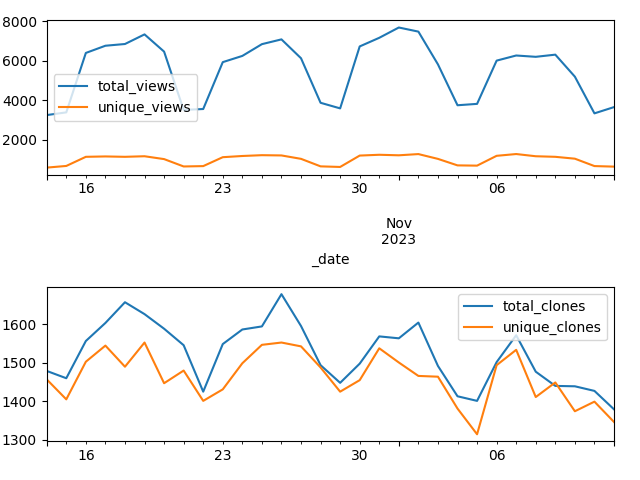 8000
6000
4000
2000
total_views
unique_views
16 23 30 06
Nov
2023
_date
1600
1500
1400
1300
total_clones
unique_clones
16 23 30 06